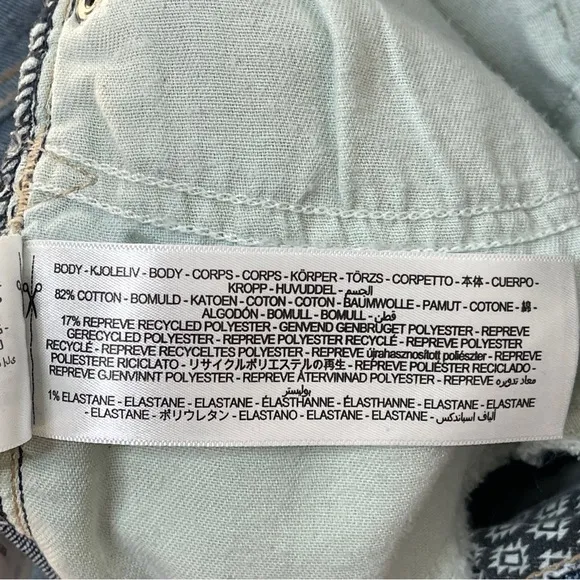 BODY - KJOLELIV - BODY - CORPS - CORPS - KÖRPER - TÖRZS - CORPETTO - 本体 - CUERPO -
KROPP - HUVUDDEL - الجسم
82% COTTON - BOMULD - KATOEN - COTON - COTON - BAUMWOLLE - PAMUT - COTONE - 綿 -
ALGODÓN - BOMULL - BOMULL - قطن
17% REPREVE RECYCLED POLYESTER - GENVEND GENBRUGET POLYESTER - REPREVE
GERECYCLED POLYESTER - REPREVE POLYESTER RECYCLÉ - REPREVE POLYESTER
RECYCLÉ - REPREVE RECYCELTES POLYESTER - REPREVE újrahasznosított poliészter - REPREVE
POLIESTERE RICICLATO - リサイクルポリエステルの再生 - REPREVE POLIÉSTER RECICLADO -
REPREVE GJENVINNT POLYESTER - REPREVE ÅTERVINNAD POLYESTER - REPREVE معاد تدويره
بوليستر
1% ELASTANE - ELASTANE - ELASTANE - ÉLASTHANNE - ÉLASTHANNE - ELASTANE - ELASTANE -
ELASTANE - ポリウレタン - ELASTANO - ELASTANE - ELASTANE - ألياف اسباندكس